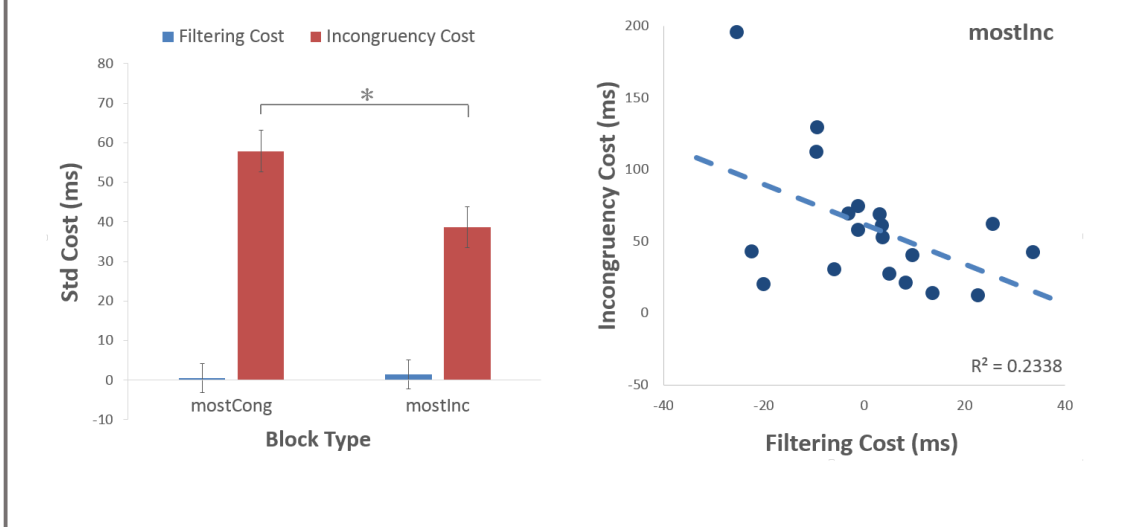 Filtering Cost Incongruency Cost
80
70
60
50
40
30
20
10
0
-10
Std Cost (ms)
*
mostCong mostInc
Block Type
mostInc
200
150
100
50
0
-50
Incongruency Cost (ms)
R² = 0.2338
-40 -20 0 20 40
Filtering Cost (ms)